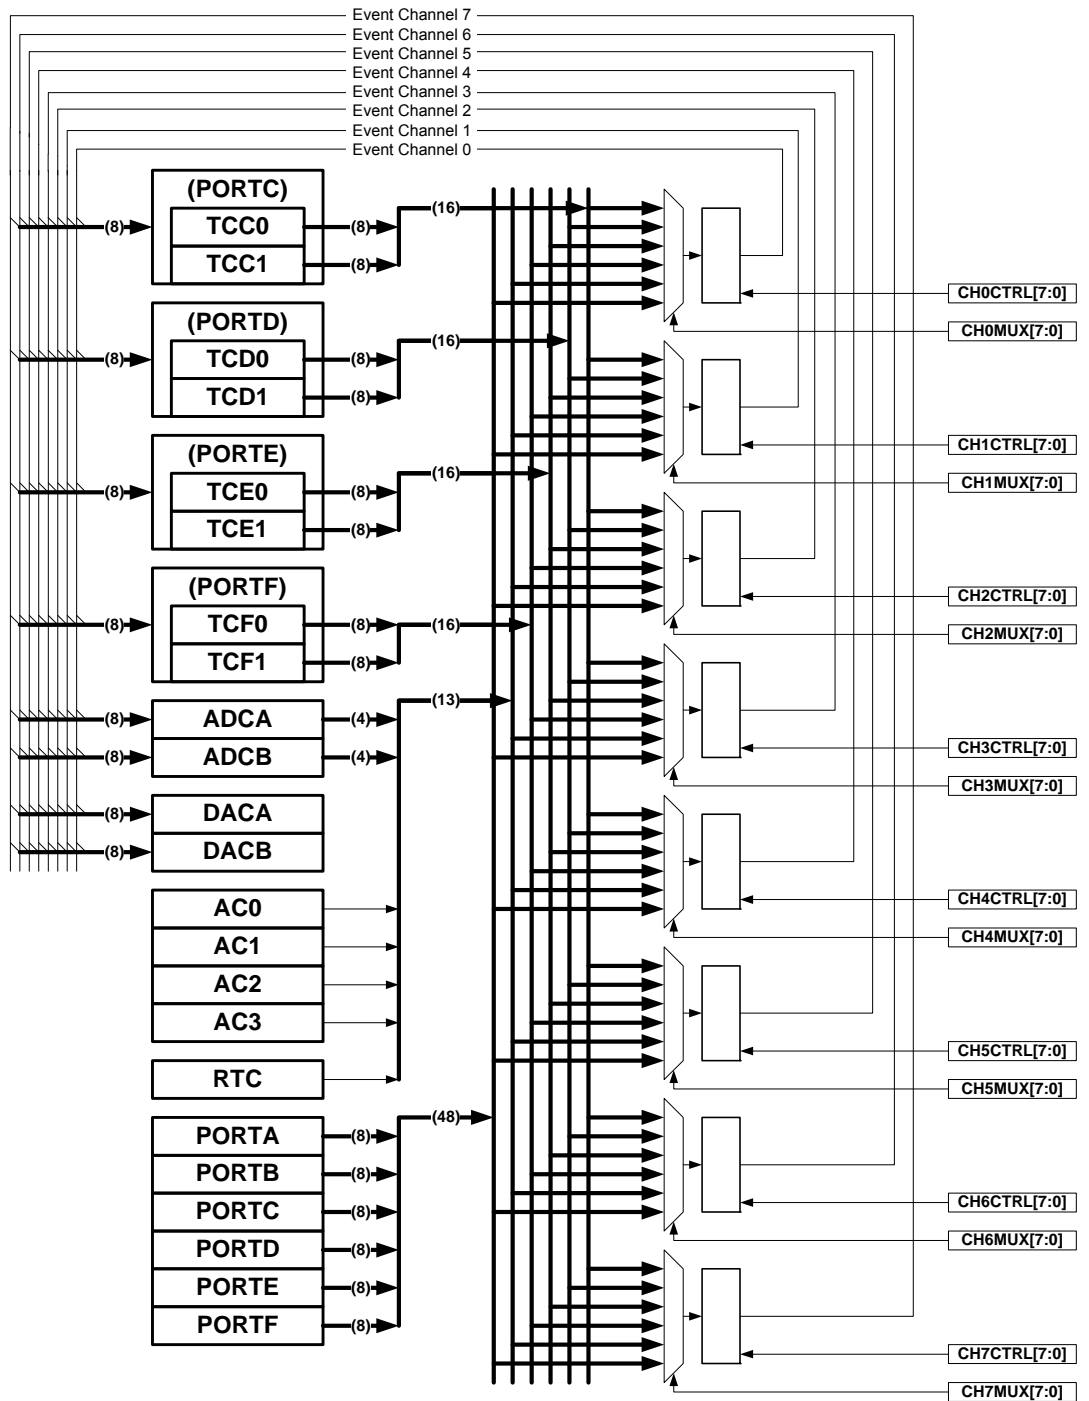 Event Channel 7
Event Channel 6
Event Channel 5
Event Channel 4
Event Channel 3
Event Channel 2
Event Channel 1
Event Channel 0
(PORTC)
(8) TCC0 (8) (16)
TCC1 (8)
CH0CTRL[7:0]
CH0MUX[7:0]
(PORTD)
(16)
(8) TCD0 (8)
TCD1 (8)
CH1CTRL[7:0]
(PORTE)
(16)
CH1MUX[7:0]
(8) TCE0 (8)
TCE1 (8)
(PORTF)
CH2CTRL[7:0]
(8) TCF0 (8) (16)
CH2MUX[7:0]
TCF1 (8)
(13)
(8) ADCA (4)
(8) ADCB (4)
CH3CTRL[7:0]
CH3MUX[7:0]
(8) DACA
(8) DACB
AC0
CH4CTRL[7:0]
AC1
CH4MUX[7:0]
AC2
AC3
CH5CTRL[7:0]
RTC
CH5MUX[7:0]
(48)
PORTA (8)
PORTB (8)
PORTC (8)
CH6CTRL[7:0]
PORTD (8)
CH6MUX[7:0]
PORTE (8)
PORTF (8)
CH7CTRL[7:0]
CH7MUX[7:0]